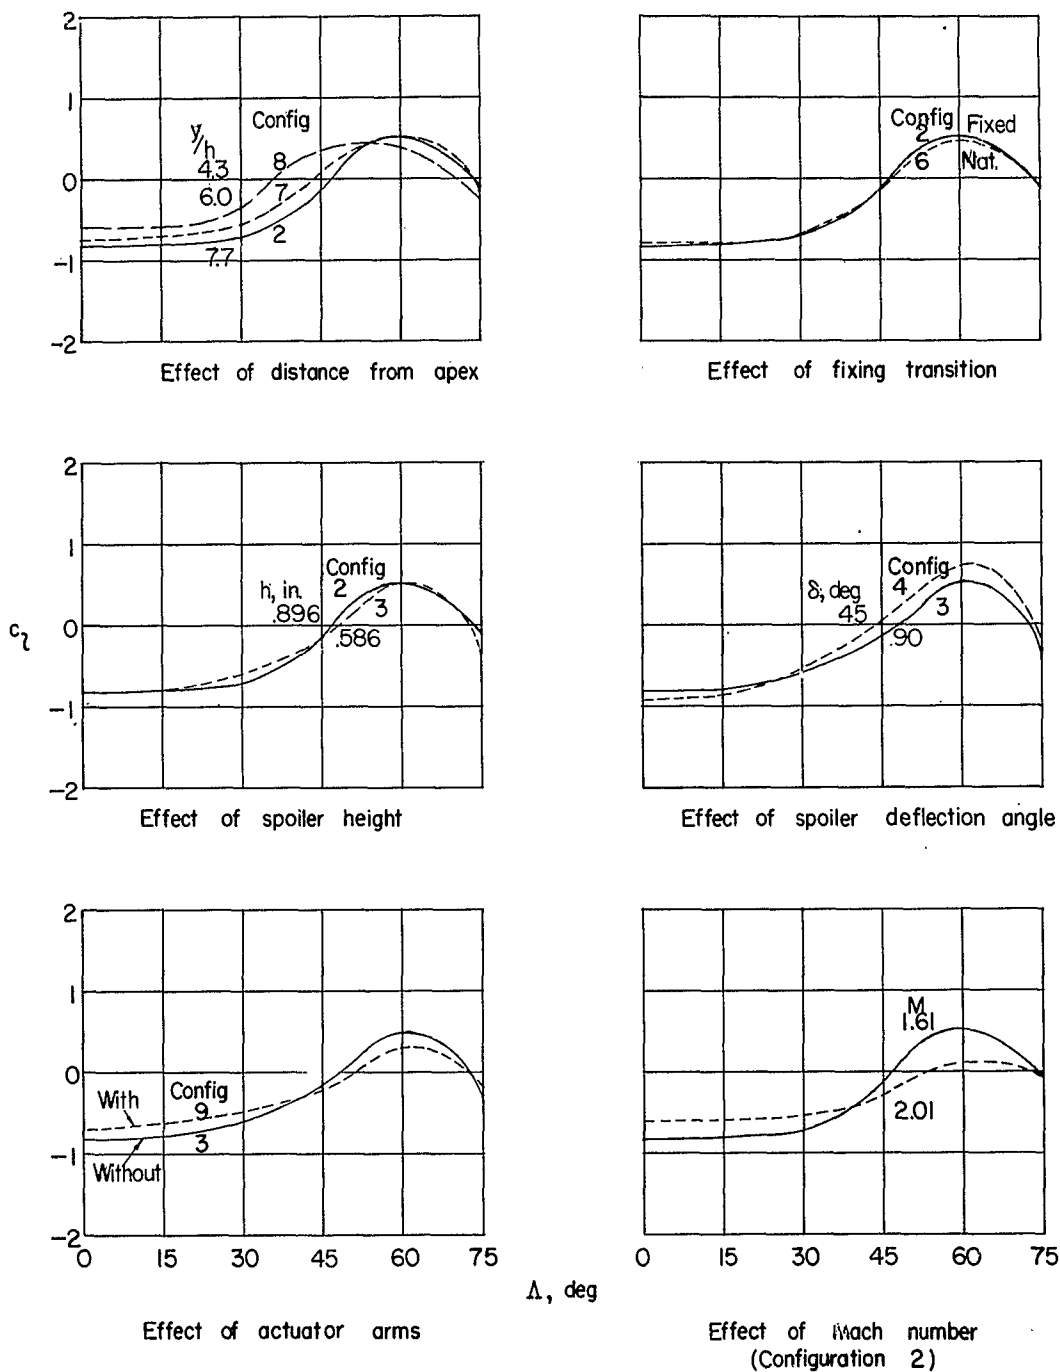 2
1
0
−1
−2
y/h
4.3
6.0
7.7
Config
8
7
2
Effect of distance from apex
Config
2
6
Fixed
Nat.
Effect of fixing transition
2
1
0
−1
−2
c_l
h, in.
.896
.586
Config
2
3
Effect of spoiler height
δ, deg
45
.90
Config
4
3
Effect of spoiler deflection angle
2
1
0
−1
−2
With
Without
Config
9
3
0 15 30 45 60 75
Effect of actuator arms
M
1.61
2.01
0 15 30 45 60 75
Λ, deg
Effect of Mach number
(Configuration 2)